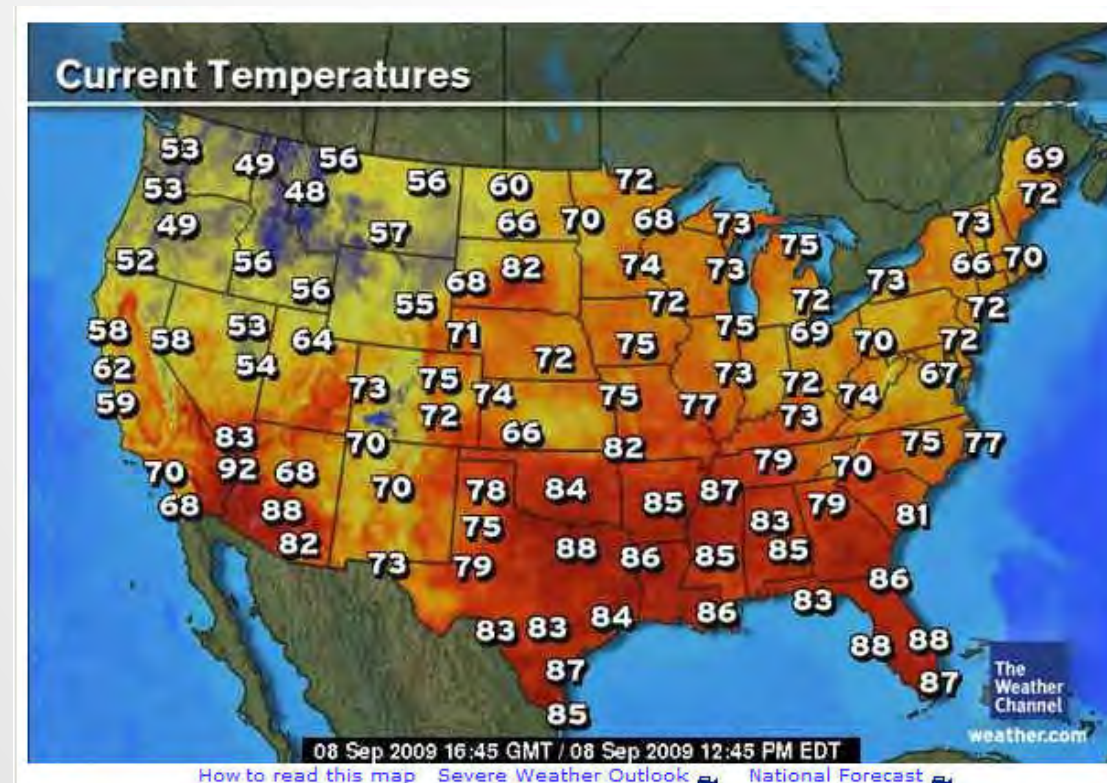 Current Temperatures
53 49 56 69
53 48 56 60 72 72
49 57 66 70 68 73 75 73
52 56 68 82 74 73 73 66 70
56 55 72 72 72
58 58 53 64 71 75 75 69 70 72
62 54 73 75 72 73 72 67
59 72 74 75 77 73 74
83 70 66 82 75 77
70 92 68 70 78 84 79 70
68 88 75 85 87 83 79 81
82 73 79 88 86 85 85 86
83 83 84 86 83
87 88 88
85 87
The
Weather
Channel
weather.com
08 Sep 2009 16:45 GMT / 08 Sep 2009 12:45 PM EDT
How to read this map Severe Weather Outlook National Forecast